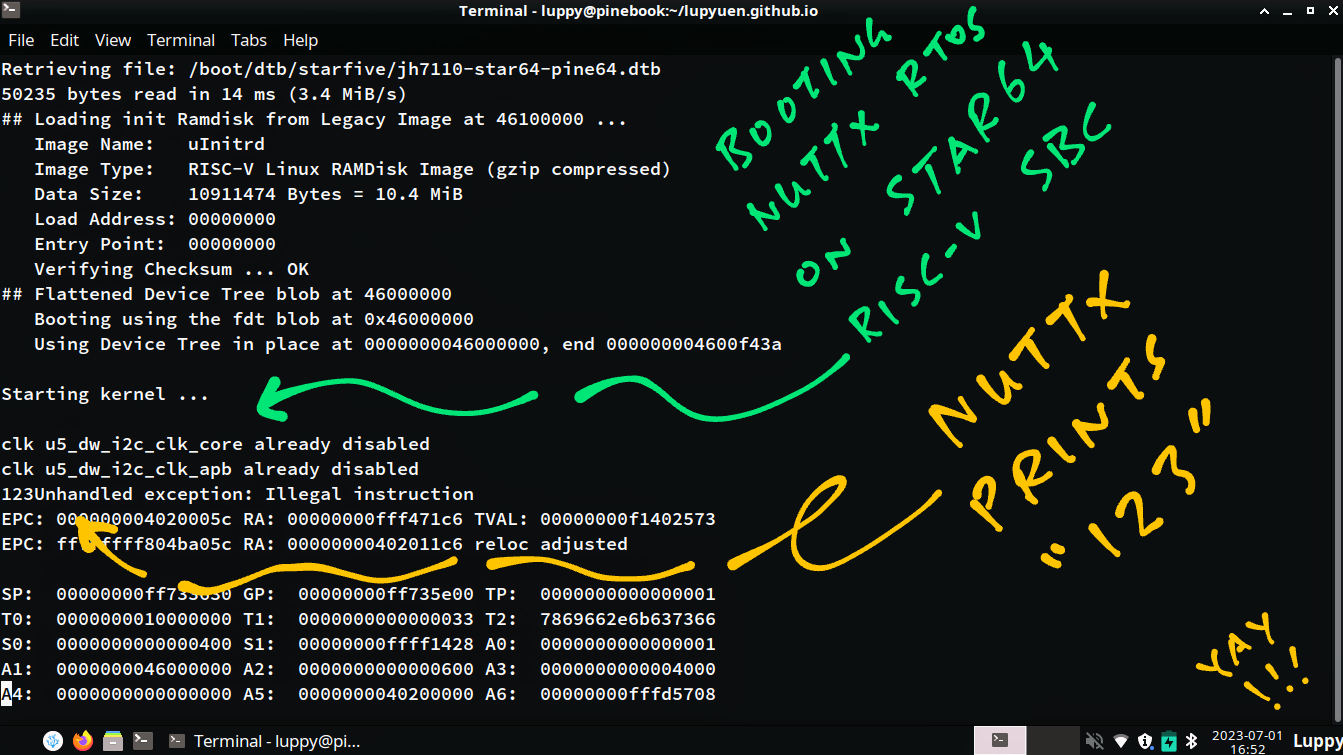 Terminal - luppy@pinebook:~/lupyuen.github.io
File Edit View Terminal Tabs Help
Retrieving file: /boot/dtb/starfive/jh7110-star64-pine64.dtb
50235 bytes read in 14 ms (3.4 MiB/s)
## Loading init Ramdisk from Legacy Image at 46100000 ...
Image Name: uInitrd
Image Type: RISC-V Linux RAMDisk Image (gzip compressed)
Data Size: 10911474 Bytes = 10.4 MiB
Load Address: 00000000
Entry Point: 00000000
Verifying Checksum ... OK
## Flattened Device Tree blob at 46000000
Booting using the fdt blob at 0x46000000
Using Device Tree in place at 0000000046000000, end 000000004600f43a
Starting kernel ...
clk u5_dw_i2c_clk_core already disabled
clk u5_dw_i2c_clk_apb already disabled
123Unhandled exception: Illegal instruction
EPC: 000000004020005c RA: 00000000fff471c6 TVAL: 00000000f1402573
EPC: RA: 00000000402011c6 reloc adjusted
SP: GP: 00000000ff735e00 TP: 0000000000000001
T0: 0000000010000000 T1: 0000000000000033 T2: 7869662e6b637366
S0: 0000000000000400 S1: 00000000ffff1428 A0: 0000000000000001
A1: 0000000046000000 A2: 0000000000000600 A3: 0000000000004000
A4: 0000000000000000 A5: 0000000040200000 A6: 00000000fffd5708
BOOTING
NUTTX RTOS
ON STAR64
RISC-V SBC
NUTTX
PRINTS
"123"
YAY
!!!
Terminal - luppy@pi...
2023-07-01
16:52
Luppy